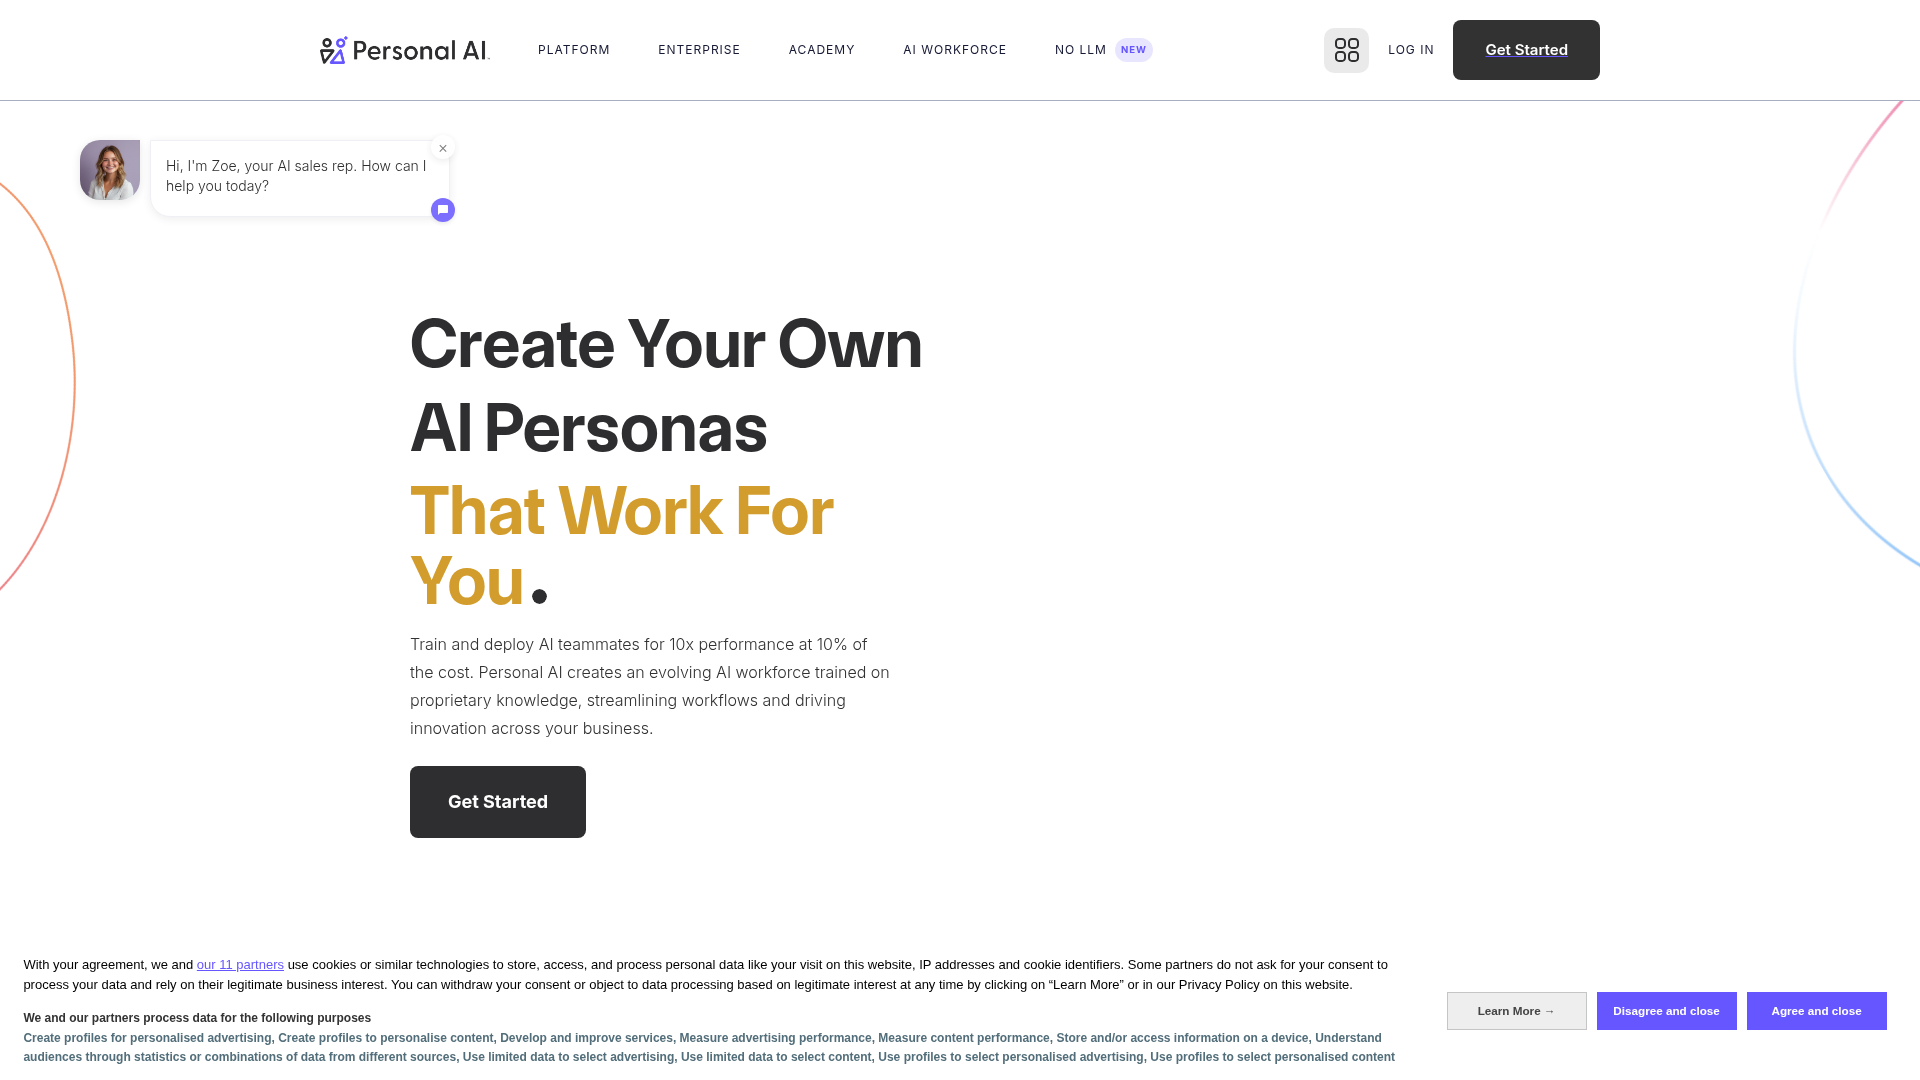 Personal AI
PLATFORM
ENTERPRISE
ACADEMY
AI WORKFORCE
NO LLM NEW
LOG IN
Get Started
Hi, I'm Zoe, your AI sales rep. How can I
help you today?
Create Your Own
AI Personas
That Work For
You.
Train and deploy AI teammates for 10x performance at 10% of
the cost. Personal AI creates an evolving AI workforce trained on
proprietary knowledge, streamlining workflows and driving
innovation across your business.
Get Started
With your agreement, we and our 11 partners use cookies or similar technologies to store, access, and process personal data like your visit on this website, IP addresses and cookie identifiers. Some partners do not ask for your consent to
process your data and rely on their legitimate business interest. You can withdraw your consent or object to data processing based on legitimate interest at any time by clicking on “Learn More” or in our Privacy Policy on this website.
We and our partners process data for the following purposes
Create profiles for personalised advertising, Create profiles to personalise content, Develop and improve services, Measure advertising performance, Measure content performance, Store and/or access information on a device, Understand
audiences through statistics or combinations of data from different sources, Use limited data to select advertising, Use limited data to select content, Use profiles to select personalised advertising, Use profiles to select personalised content
Learn More →
Disagree and close
Agree and close